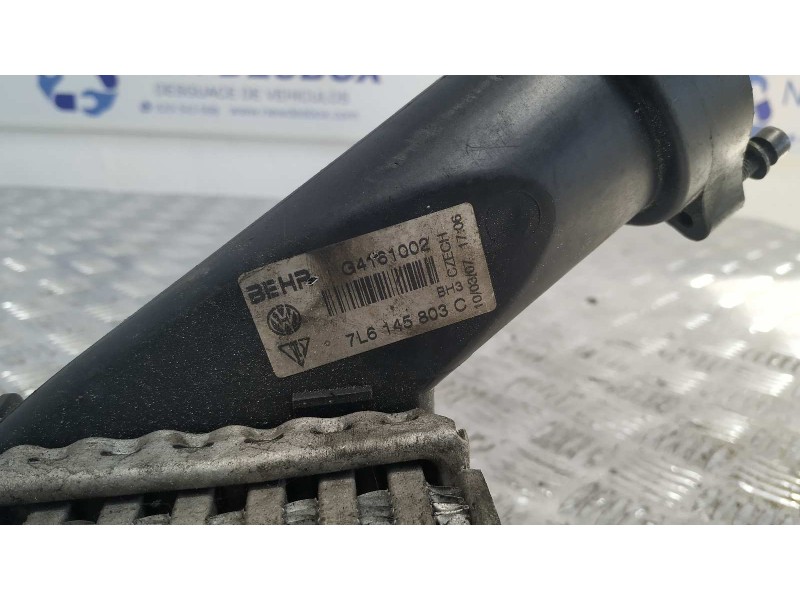 DESGUACE DE VEHICULOS
BEHR
G4161002
BH3 CZECH
10/03/07 17:06
7L6 145 803 C